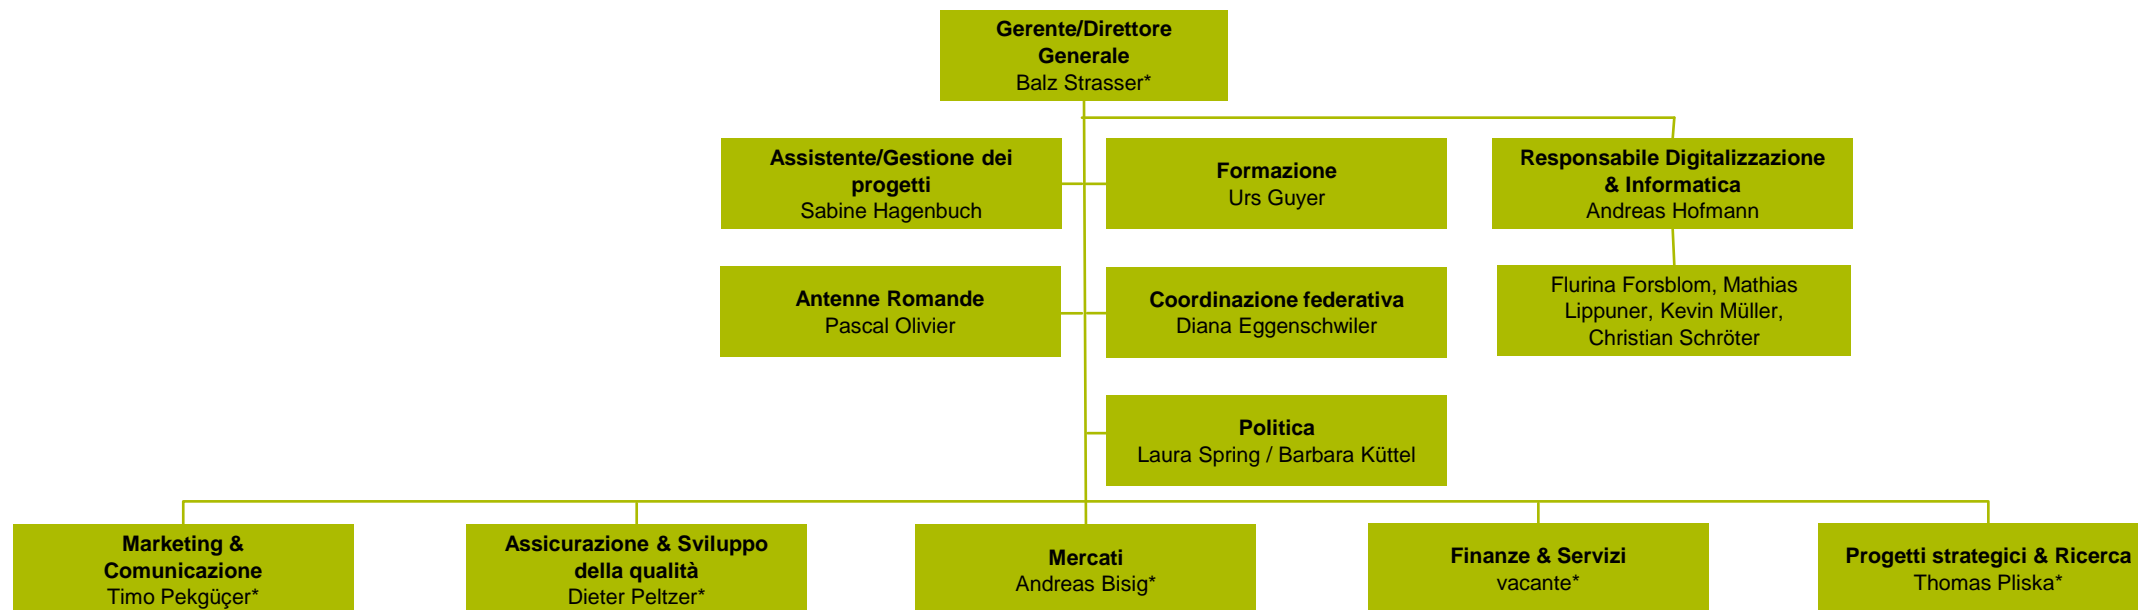 Gerente/Direttore
Generale
Balz Strasser*
Assistente/Gestione dei
progetti
Sabine Hagenbuch
Formazione
Urs Guyer
Responsabile Digitalizzazione
& Informatica
Andreas Hofmann
Antenne Romande
Pascal Olivier
Coordinazione federativa
Diana Eggenschwiler
Flurina Forsblom, Mathias
Lippuner, Kevin Müller,
Christian Schröter
Politica
Laura Spring / Barbara Küttel
Marketing &
Comunicazione
Timo Pekgüçer*
Assicurazione & Sviluppo
della qualità
Dieter Peltzer*
Mercati
Andreas Bisig*
Finanze & Servizi
vacante*
Progetti strategici & Ricerca
Thomas Pliska*